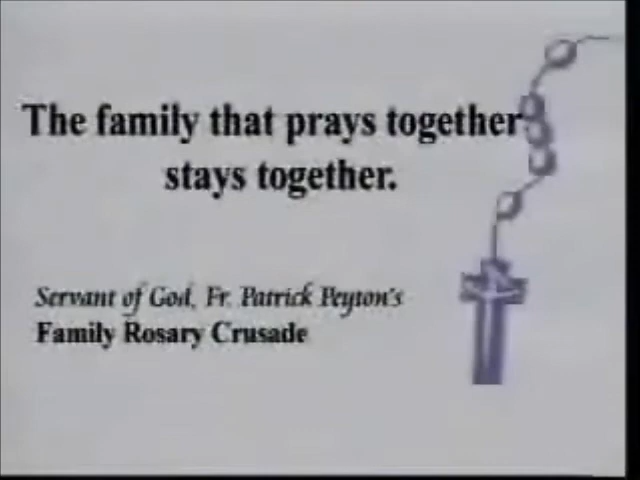 The family that prays together
stays together.
Servant of God, Fr. Patrick Peyton's
Family Rosary Crusade